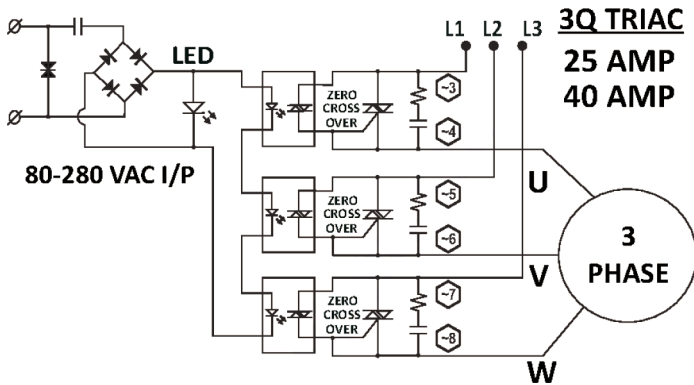 L1 L2 L3
3Q TRIAC
25 AMP
40 AMP
LED
80-280 VAC I/P
ZERO
CROSS
OVER
~3
~4
U
ZERO
CROSS
OVER
~5
~6
V
ZERO
CROSS
OVER
~7
~8
W
3
PHASE